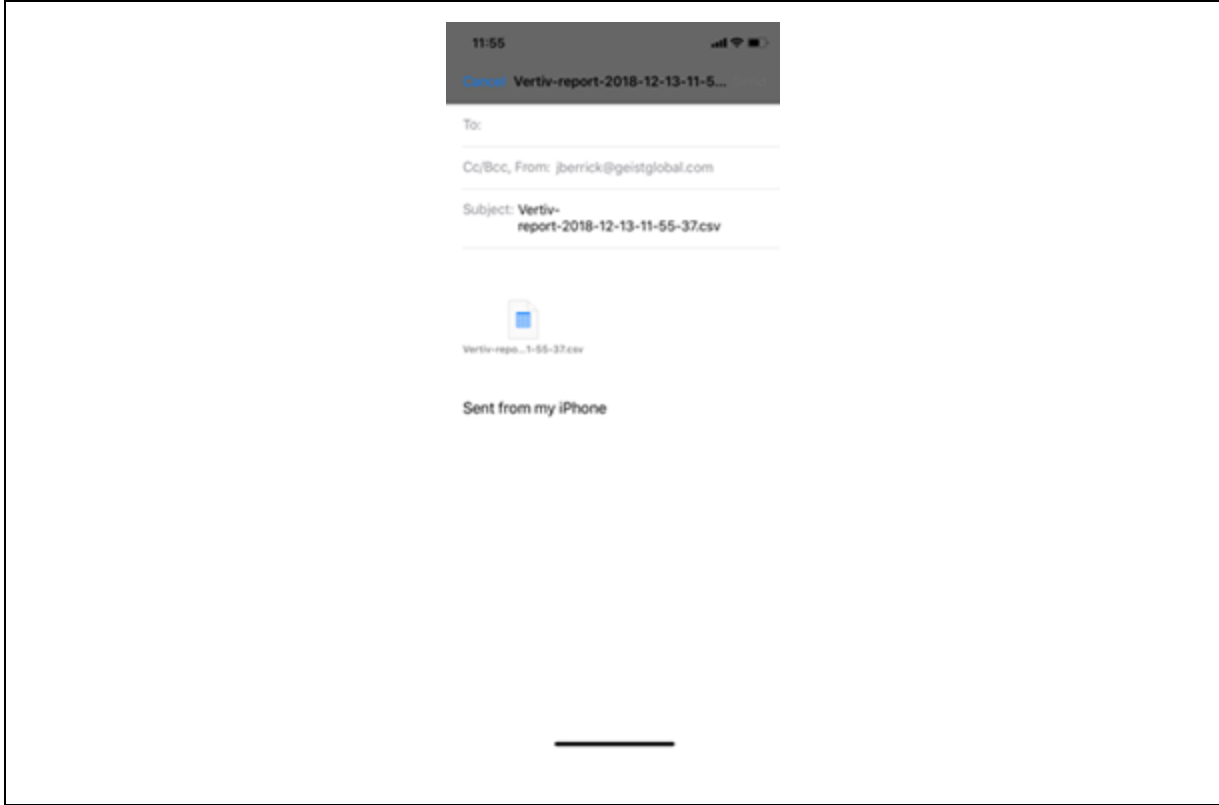 11:55
Cancel Vertiv-report-2018-12-13-11-5...
To:
Cc/Bcc, From: jberrick@geistglobal.com
Subject: Vertiv-
report-2018-12-13-11-55-37.csv
Vertiv-repo...1-55-37.csv
Sent from my iPhone